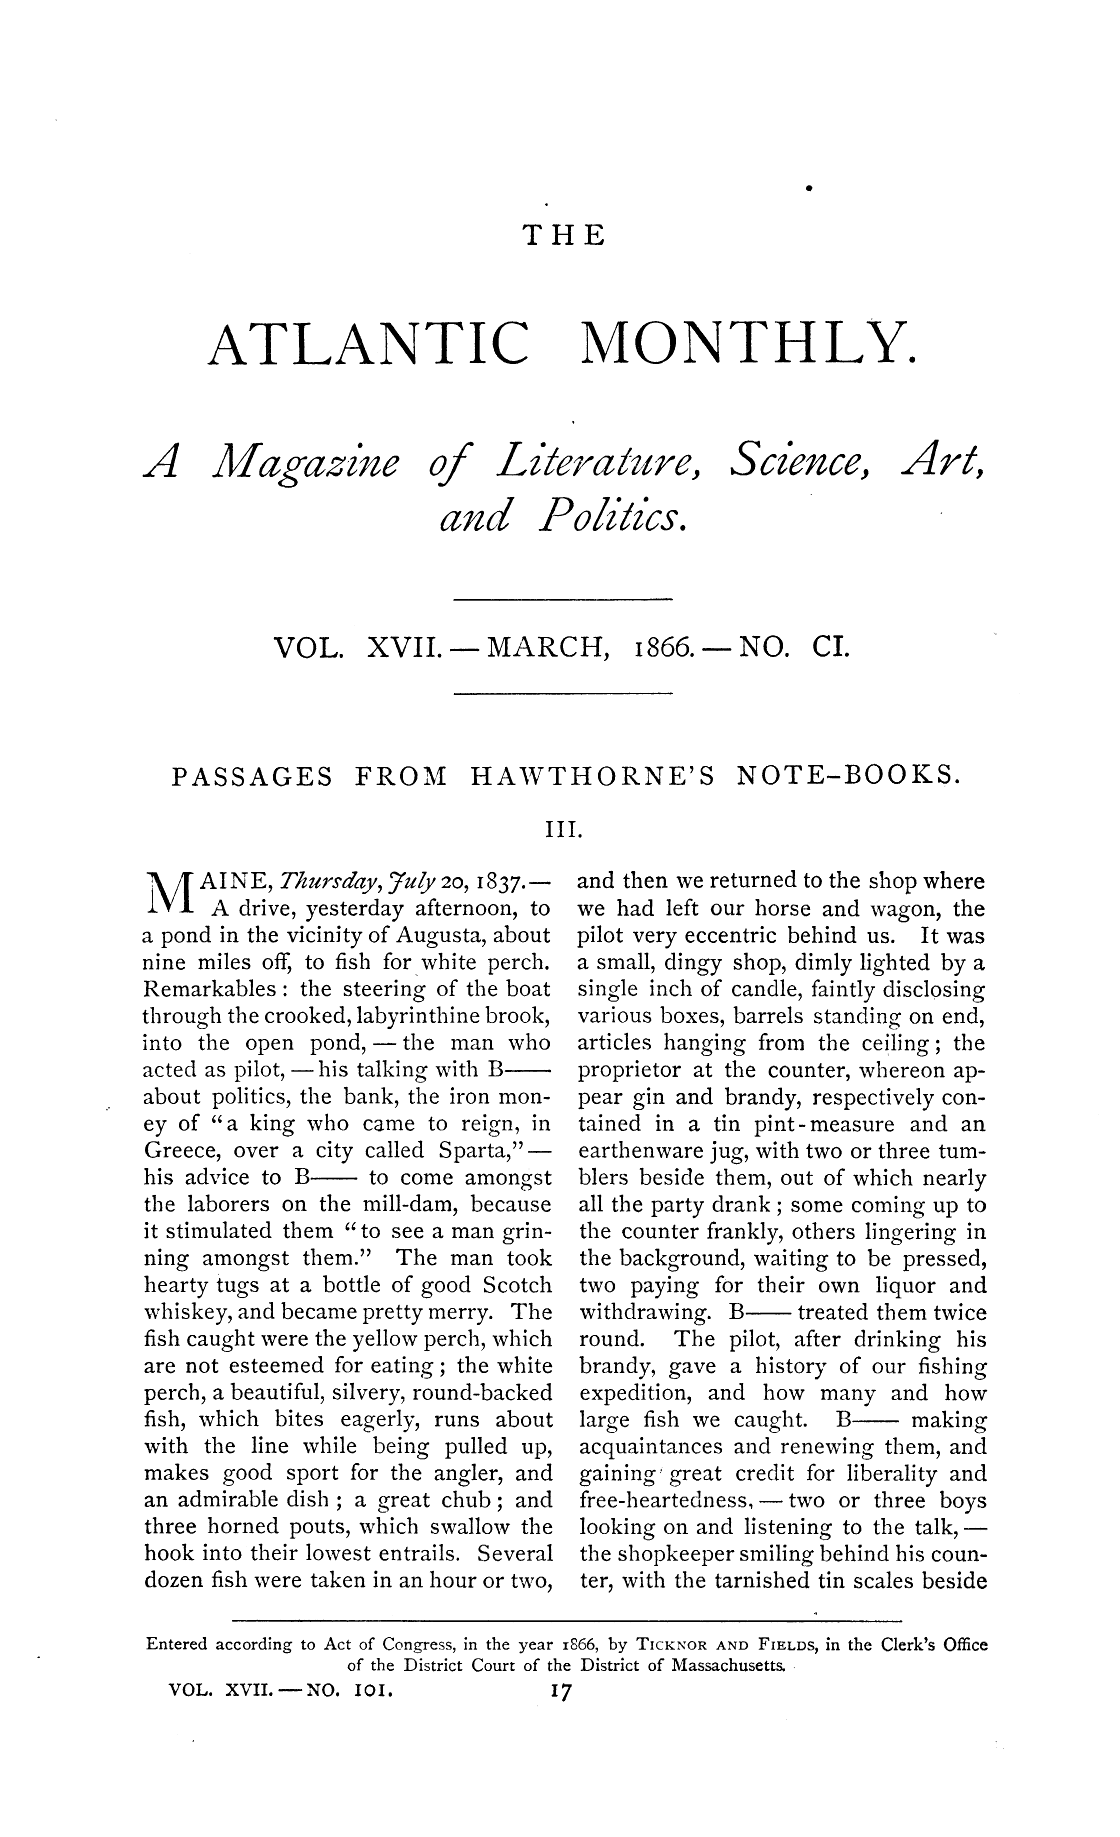 THE
ATLANTIC MONTHLY.
A Magazine of Literature, Science, Art,
and Politics.
VOL. XVII. — MARCH, 1866. — NO. CI.
PASSAGES FROM HAWTHORNE'S NOTE-BOOKS.
III.
MAINE, Thursday, July 20, 1837. —
A drive, yesterday afternoon, to
a pond in the vicinity of Augusta, about
nine miles off, to fish for white perch.
Remarkables: the steering of the boat
through the crooked, labyrinthine brook,
into the open pond, — the man who
acted as pilot, — his talking with B——
about politics, the bank, the iron mon-
ey of "a king who came to reign, in
Greece, over a city called Sparta," —
his advice to B—— to come amongst
the laborers on the mill-dam, because
it stimulated them "to see a man grin-
ning amongst them." The man took
hearty tugs at a bottle of good Scotch
whiskey, and became pretty merry. The
fish caught were the yellow perch, which
are not esteemed for eating; the white
perch, a beautiful, silvery, round-backed
fish, which bites eagerly, runs about
with the line while being pulled up,
makes good sport for the angler, and
an admirable dish; a great chub; and
three horned pouts, which swallow the
hook into their lowest entrails. Several
dozen fish were taken in an hour or two,
and then we returned to the shop where
we had left our horse and wagon, the
pilot very eccentric behind us. It was
a small, dingy shop, dimly lighted by a
single inch of candle, faintly disclosing
various boxes, barrels standing on end,
articles hanging from the ceiling; the
proprietor at the counter, whereon ap-
pear gin and brandy, respectively con-
tained in a tin pint-measure and an
earthenware jug, with two or three tum-
blers beside them, out of which nearly
all the party drank; some coming up to
the counter frankly, others lingering in
the background, waiting to be pressed,
two paying for their own liquor and
withdrawing. B—— treated them twice
round. The pilot, after drinking his
brandy, gave a history of our fishing
expedition, and how many and how
large fish we caught. B—— making
acquaintances and renewing them, and
gaining great credit for liberality and
free-heartedness, — two or three boys
looking on and listening to the talk, —
the shopkeeper smiling behind his coun-
ter, with the tarnished tin scales beside
Entered according to Act of Congress, in the year 1866, by TICKNOR AND FIELDS, in the Clerk's Office
of the District Court of the District of Massachusetts.
VOL. XVII. — NO. 101. 17